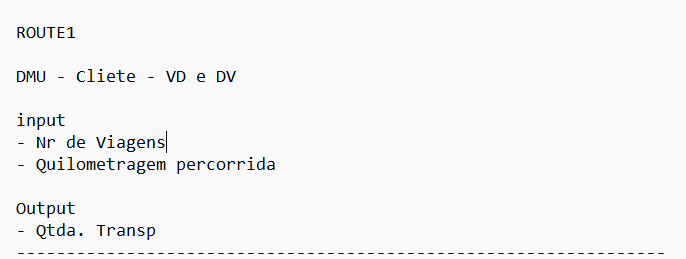 ROUTE1
DMU - Cliete - VD e DV
input
- Nr de Viagens
- Quilometragem percorrida
Output
- Qtda. Transp
-----------------------------------------------------------------